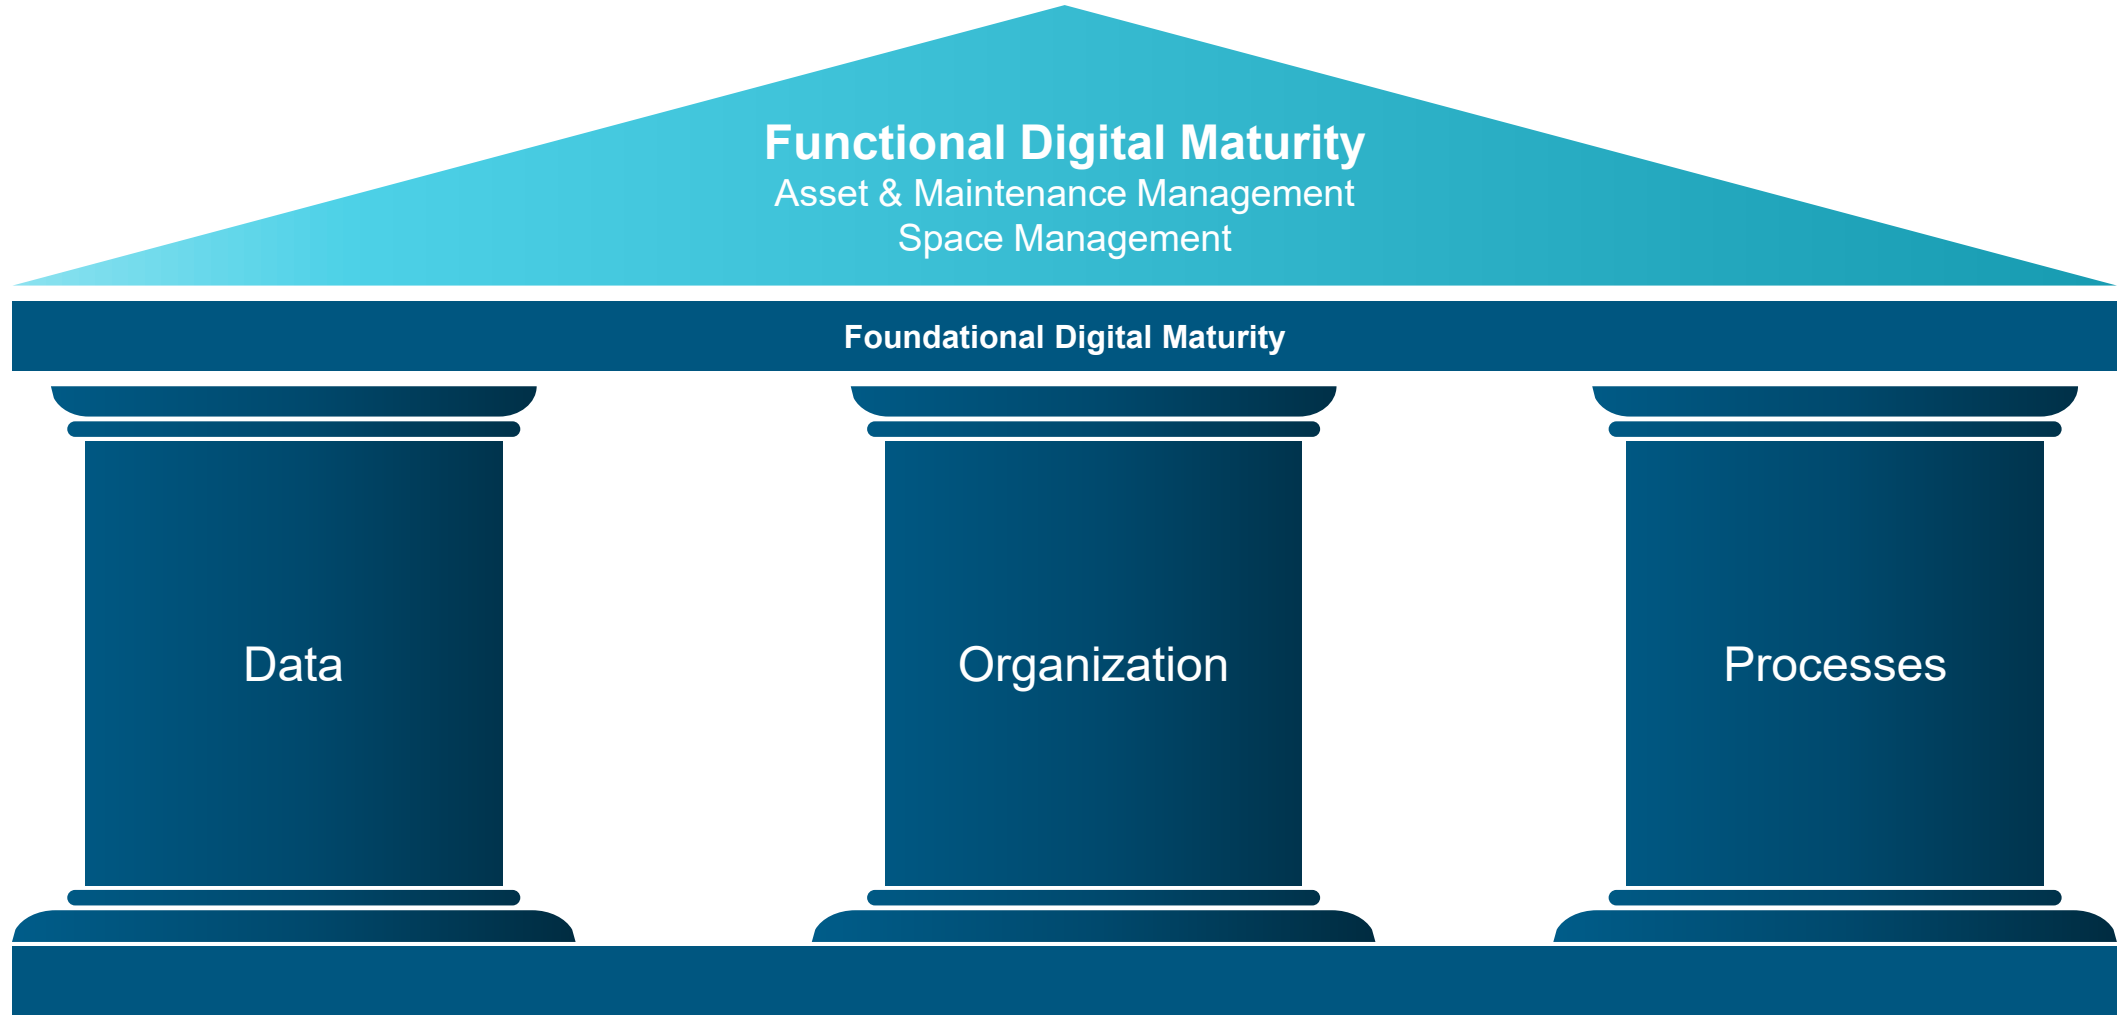 Functional Digital Maturity
Asset & Maintenance Management
Space Management
Foundational Digital Maturity
Data
Organization
Processes